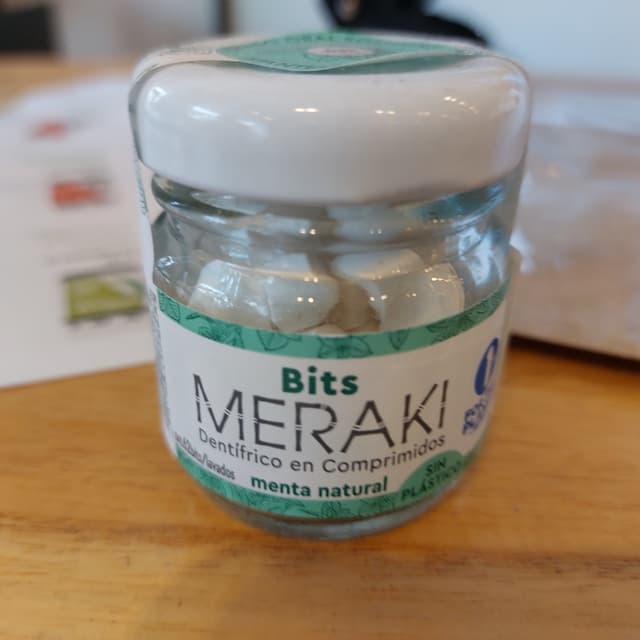 Bits
MERAKI
Dentífrico en Comprimidos
menta natural
SIN
PLÁSTICO